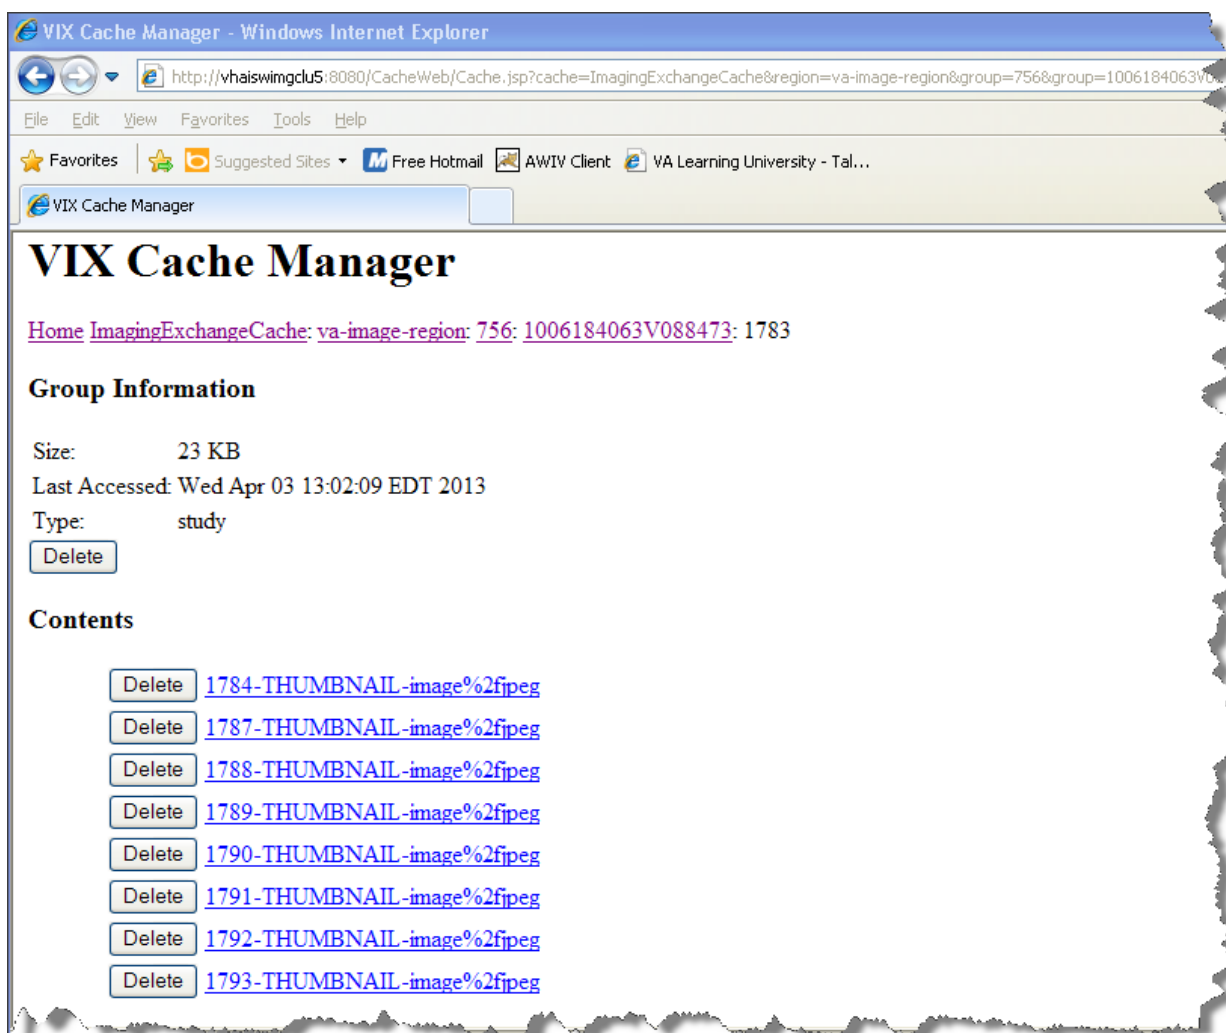 VIX Cache Manager - Windows Internet Explorer
http://vhaiswimgclu5:8080/CacheWeb/Cache.jsp?cache=ImagingExchangeCache&region=va-image-region&group=756&group=1006184063V0
File Edit View Favorites Tools Help
Favorites Suggested Sites Free Hotmail AWIV Client VA Learning University - Tal...
VIX Cache Manager
VIX Cache Manager
Home ImagingExchangeCache: va-image-region: 756: 1006184063V088473: 1783
Group Information
Size: 23 KB
Last Accessed: Wed Apr 03 13:02:09 EDT 2013
Type: study
Delete
Contents
Delete 1784-THUMBNAIL-image%2fjpeg
Delete 1787-THUMBNAIL-image%2fjpeg
Delete 1788-THUMBNAIL-image%2fjpeg
Delete 1789-THUMBNAIL-image%2fjpeg
Delete 1790-THUMBNAIL-image%2fjpeg
Delete 1791-THUMBNAIL-image%2fjpeg
Delete 1792-THUMBNAIL-image%2fjpeg
Delete 1793-THUMBNAIL-image%2fjpeg